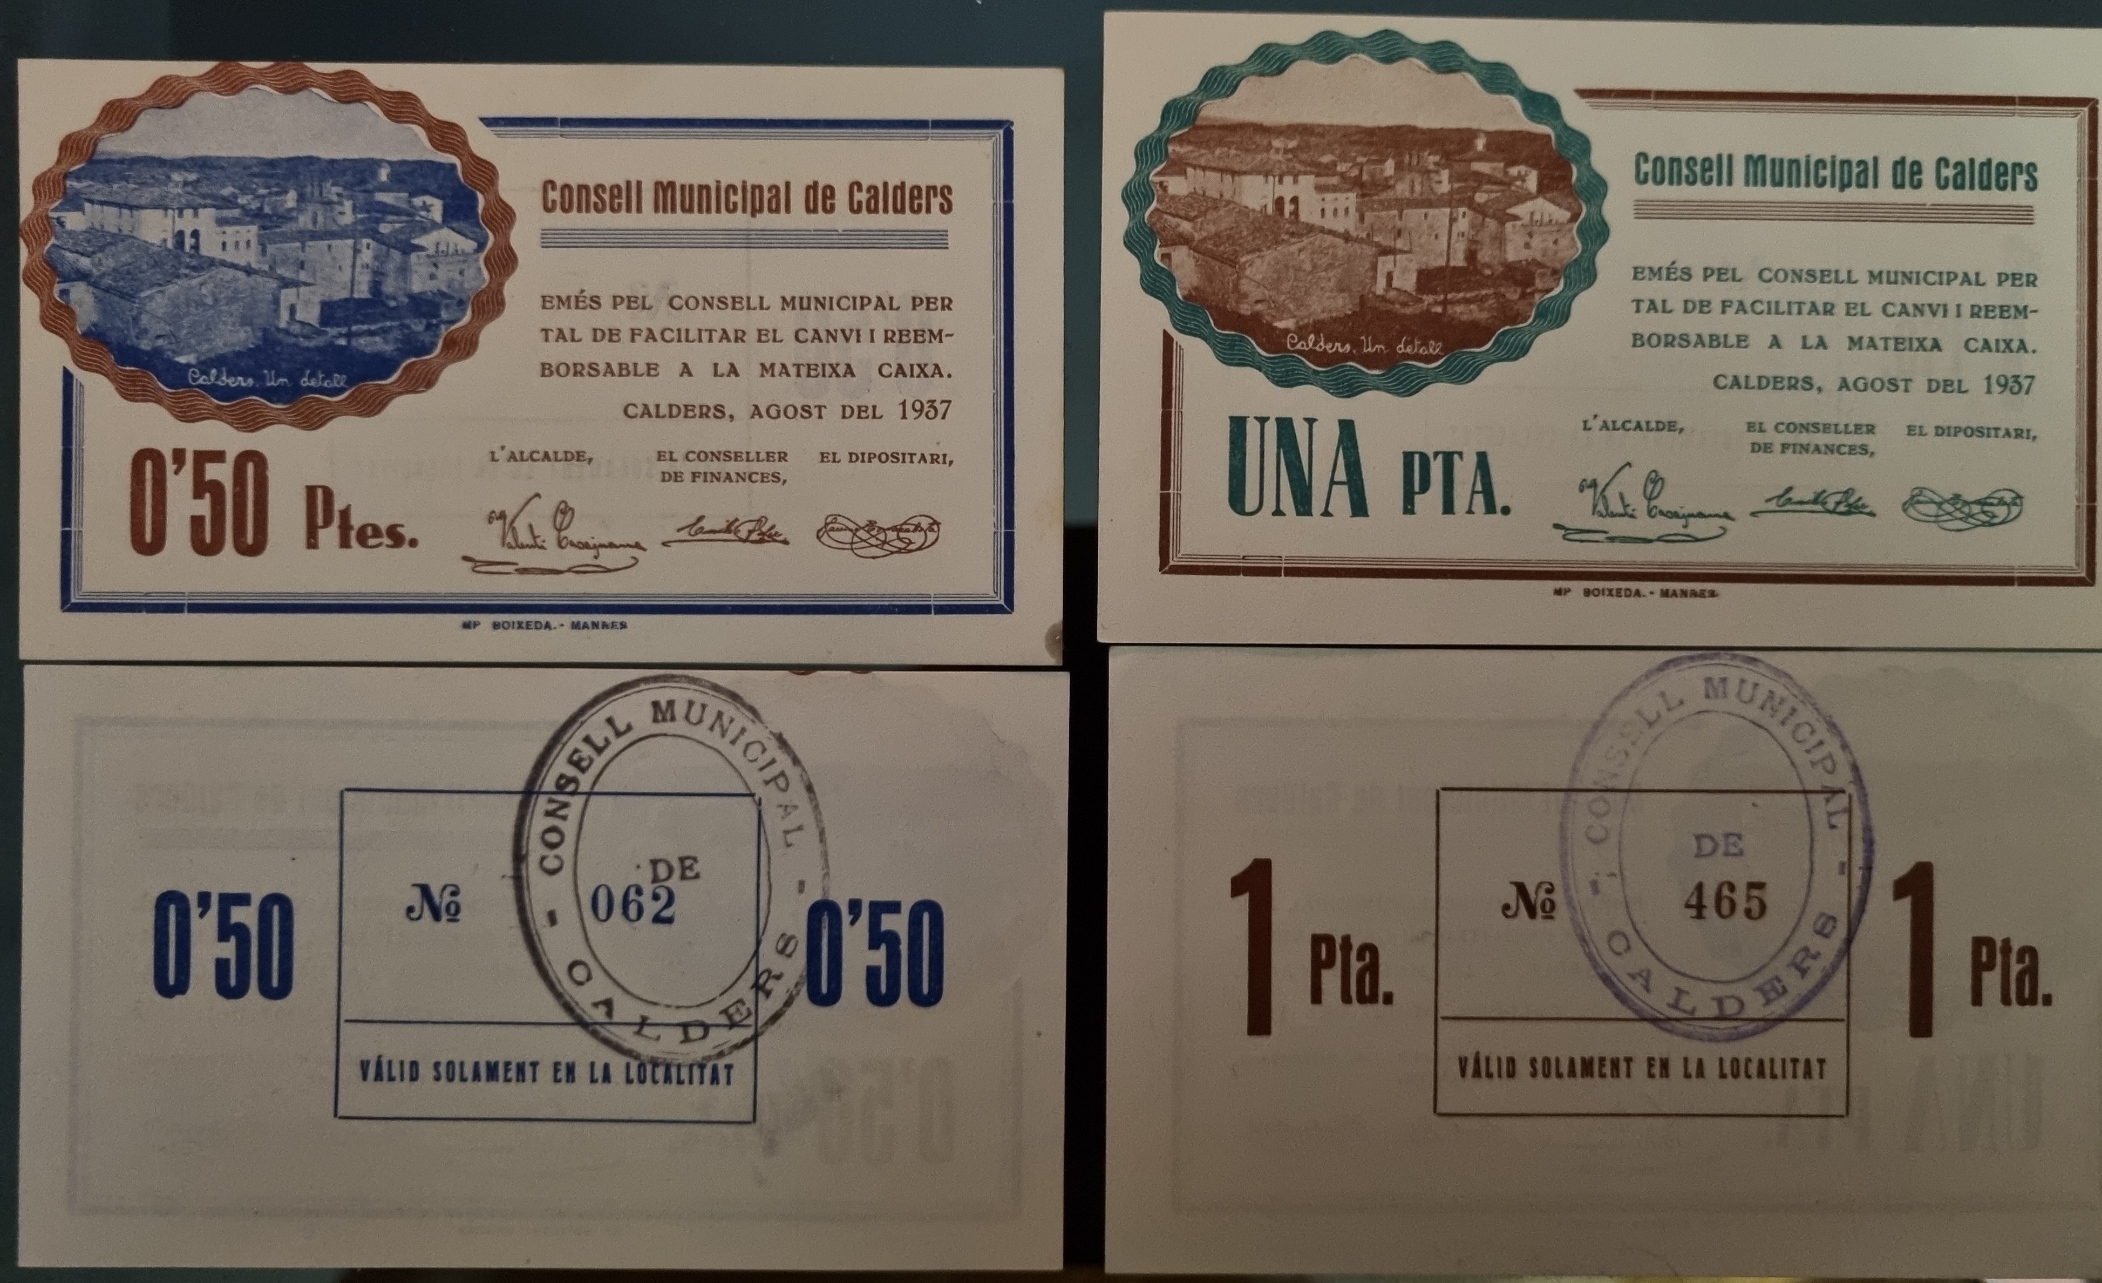 Consell Municipal de Calders
EMÉS PEL CONSELL MUNICIPAL PER
TAL DE FACILITAR EL CANVI I REEM-
BORSABLE A LA MATEIXA CAIXA.
CALDERS, AGOST DEL 1937
Calders. Un detall
0'50 Ptes.
L'ALCALDE,
EL CONSELLER
DE FINANCES,
EL DIPOSITARI,
MP BOIXEDA.- MANRES
Consell Municipal de Calders
EMÉS PEL CONSELL MUNICIPAL PER
TAL DE FACILITAR EL CANVI I REEM-
BORSABLE A LA MATEIXA CAIXA.
CALDERS, AGOST DEL 1937
Calders. Un detall
UNA PTA.
L'ALCALDE,
EL CONSELLER
DE FINANCES,
EL DIPOSITARI,
MP BOIXEDA.- MANRES
CONSELL MUNICIPAL
DE
- CALDERS -
0'50
Nº 062
0'50
VÁLID SOLAMENT EN LA LOCALITAT
CONSELL MUNICIPAL
DE
- CALDERS -
1 Pta.
Nº 465
1 Pta.
VÁLID SOLAMENT EN LA LOCALITAT